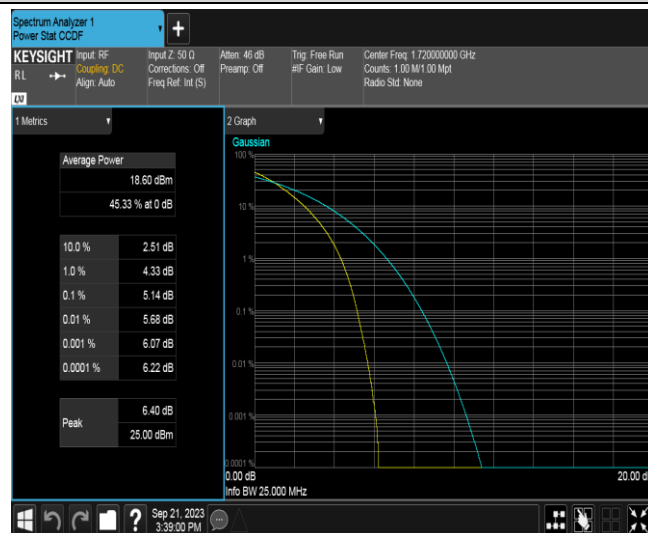 Spectrum Analyzer 1
Power Stat CCDF
+
KEYSIGHT
RL
LXI
Input: RF
Coupling: DC
Align: Auto
Input Z: 50 Ω
Corrections: Off
Freq Ref: Int (S)
Atten: 46 dB
Preamp: Off
Trig: Free Run
#IF Gain: Low
Center Freq: 1.720000000 GHz
Counts: 1.00 M/1.00 Mpt
Radio Std: None
1 Metrics
Average Power
18.60 dBm
45.33 % at 0 dB
10.0 % 2.51 dB
1.0 % 4.33 dB
0.1 % 5.14 dB
0.01 % 5.68 dB
0.001 % 6.07 dB
0.0001 % 6.22 dB
Peak 6.40 dB
25.00 dBm
2 Graph
Gaussian
100 %
10 %
1 %
0.1 %
0.01 %
0.001 %
0.0001 %
0.00 dB 20.00 d
Info BW 25.000 MHz
?
Sep 21, 2023
3:39:00 PM